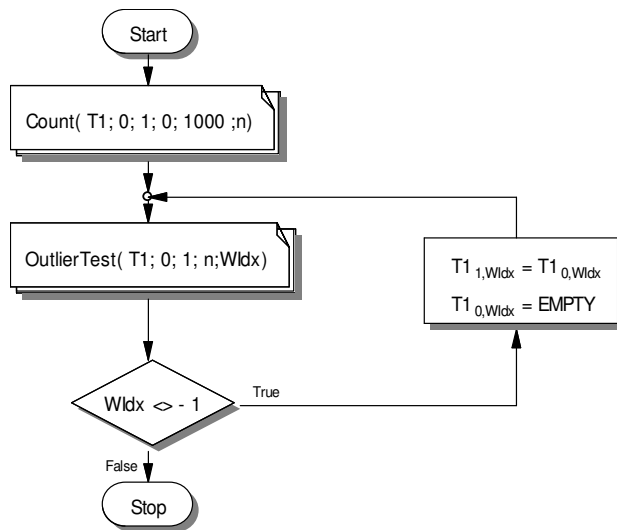 Start
Count( T1; 0; 1; 0; 1000 ;n)
OutlierTest( T1; 0; 1; n;WIdx)
T1 1,WIdx = T1 0,WIdx
T1 0,WIdx = EMPTY
WIdx <> - 1
True
False
Stop